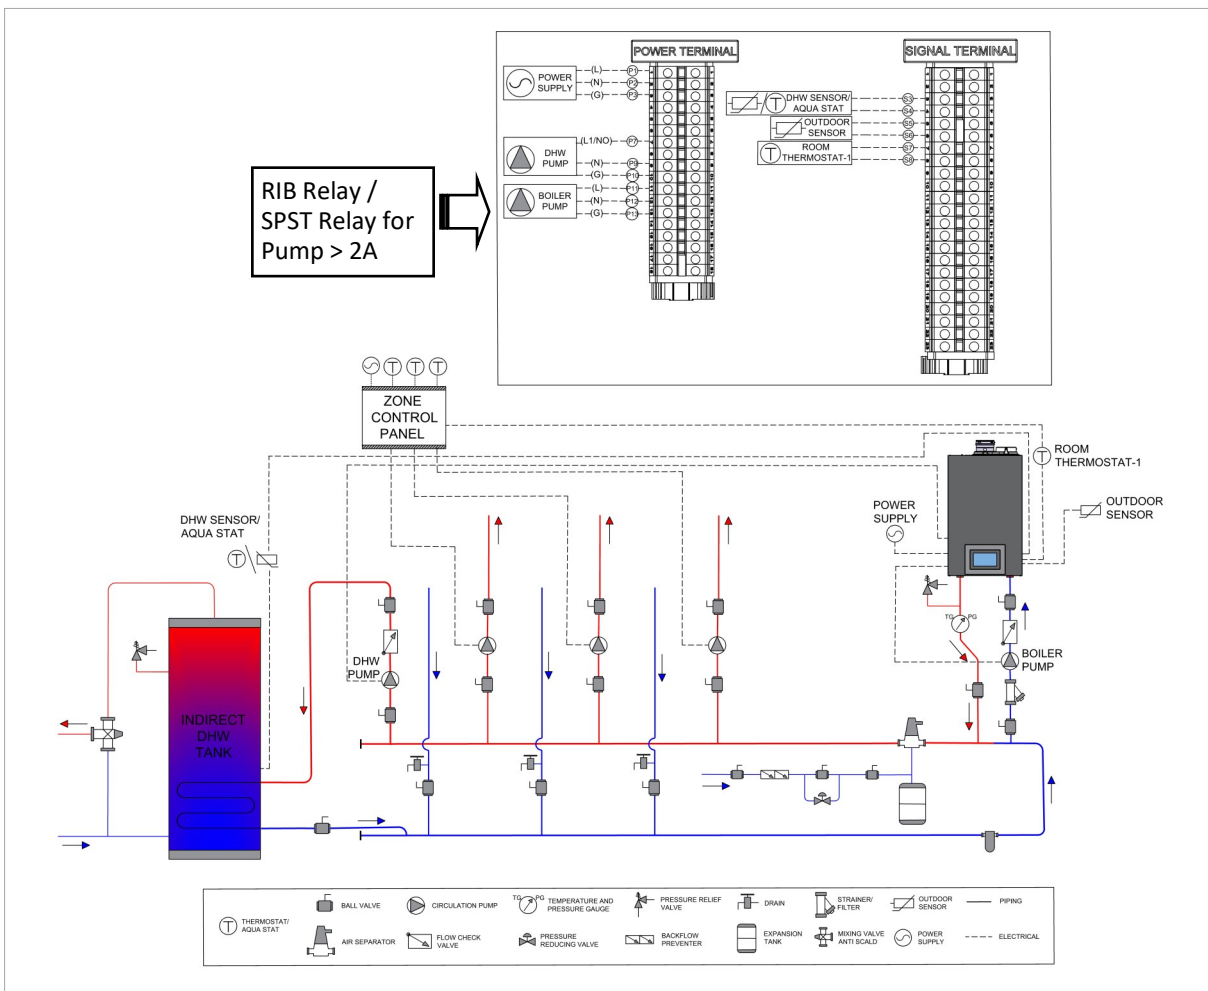 POWER TERMINAL
SIGNAL TERMINAL
POWER
SUPPLY
(L)
P1
(N)
P2
(G)
P3
DHW
PUMP
(L1/NO)
P7
(N)
P9
(G)
P10
BOILER
PUMP
(L)
P11
(N)
P12
(G)
P13
DHW SENSOR/
AQUA STAT
S3
S4
OUTDOOR
SENSOR
S5
S6
ROOM
THERMOSTAT-1
S7
S8
T
T
RIB Relay /
SPST Relay for
Pump > 2A
T
T
T
ZONE
CONTROL
PANEL
T
ROOM
THERMOSTAT-1
POWER
SUPPLY
OUTDOOR
SENSOR
DHW SENSOR/
AQUA STAT
T
TG
PG
DHW
PUMP
BOILER
PUMP
INDIRECT
DHW
TANK
T
THERMOSTAT/
AQUA STAT
BALL VALVE
CIRCULATION PUMP
TG
PG
TEMPERATURE AND
PRESSURE GAUGE
PRESSURE RELIEF
VALVE
DRAIN
STRAINER/
FILTER
OUTDOOR
SENSOR
PIPING
AIR SEPARATOR
FLOW CHECK
VALVE
PRESSURE
REDUCING VALVE
BACKFLOW
PREVENTER
EXPANSION
TANK
MIXING VALVE
ANTI SCALD
POWER
SUPPLY
ELECTRICAL